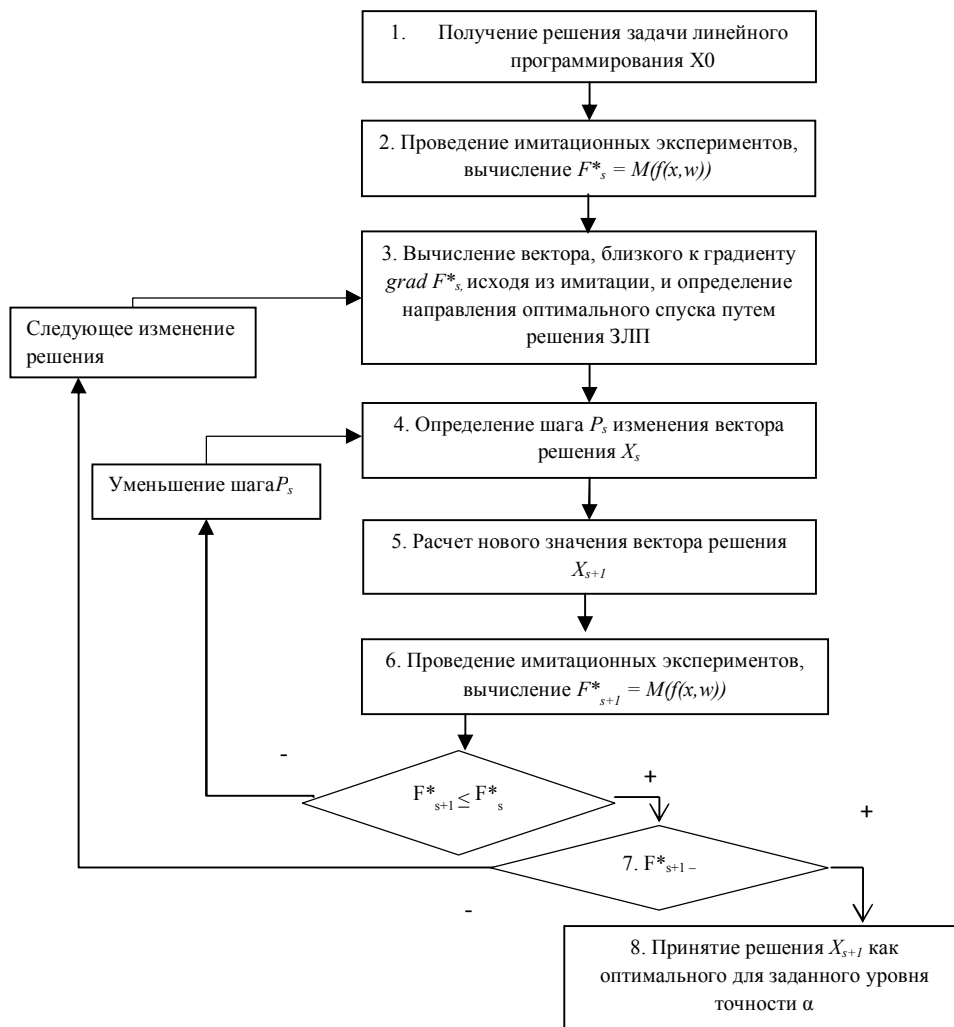 1. Получение решения задачи линейного
программирования X0
2. Проведение имитационных экспериментов,
вычисление F*s = M(f(x,w))
3. Вычисление вектора, близкого к градиенту
grad F*s, исходя из имитации, и определение
направления оптимального спуска путем
решения ЗЛП
Следующее изменение
решения
4. Определение шага Ps изменения вектора
решения Xs
Уменьшение шагаPs
5. Расчет нового значения вектора решения
Xs+1
6. Проведение имитационных экспериментов,
вычисление F*s+1 = M(f(x,w))
-
F*s+1 ≤ F*s
+
+
7. F*s+1 –
-
8. Принятие решения Xs+1 как
оптимального для заданного уровня
точности α